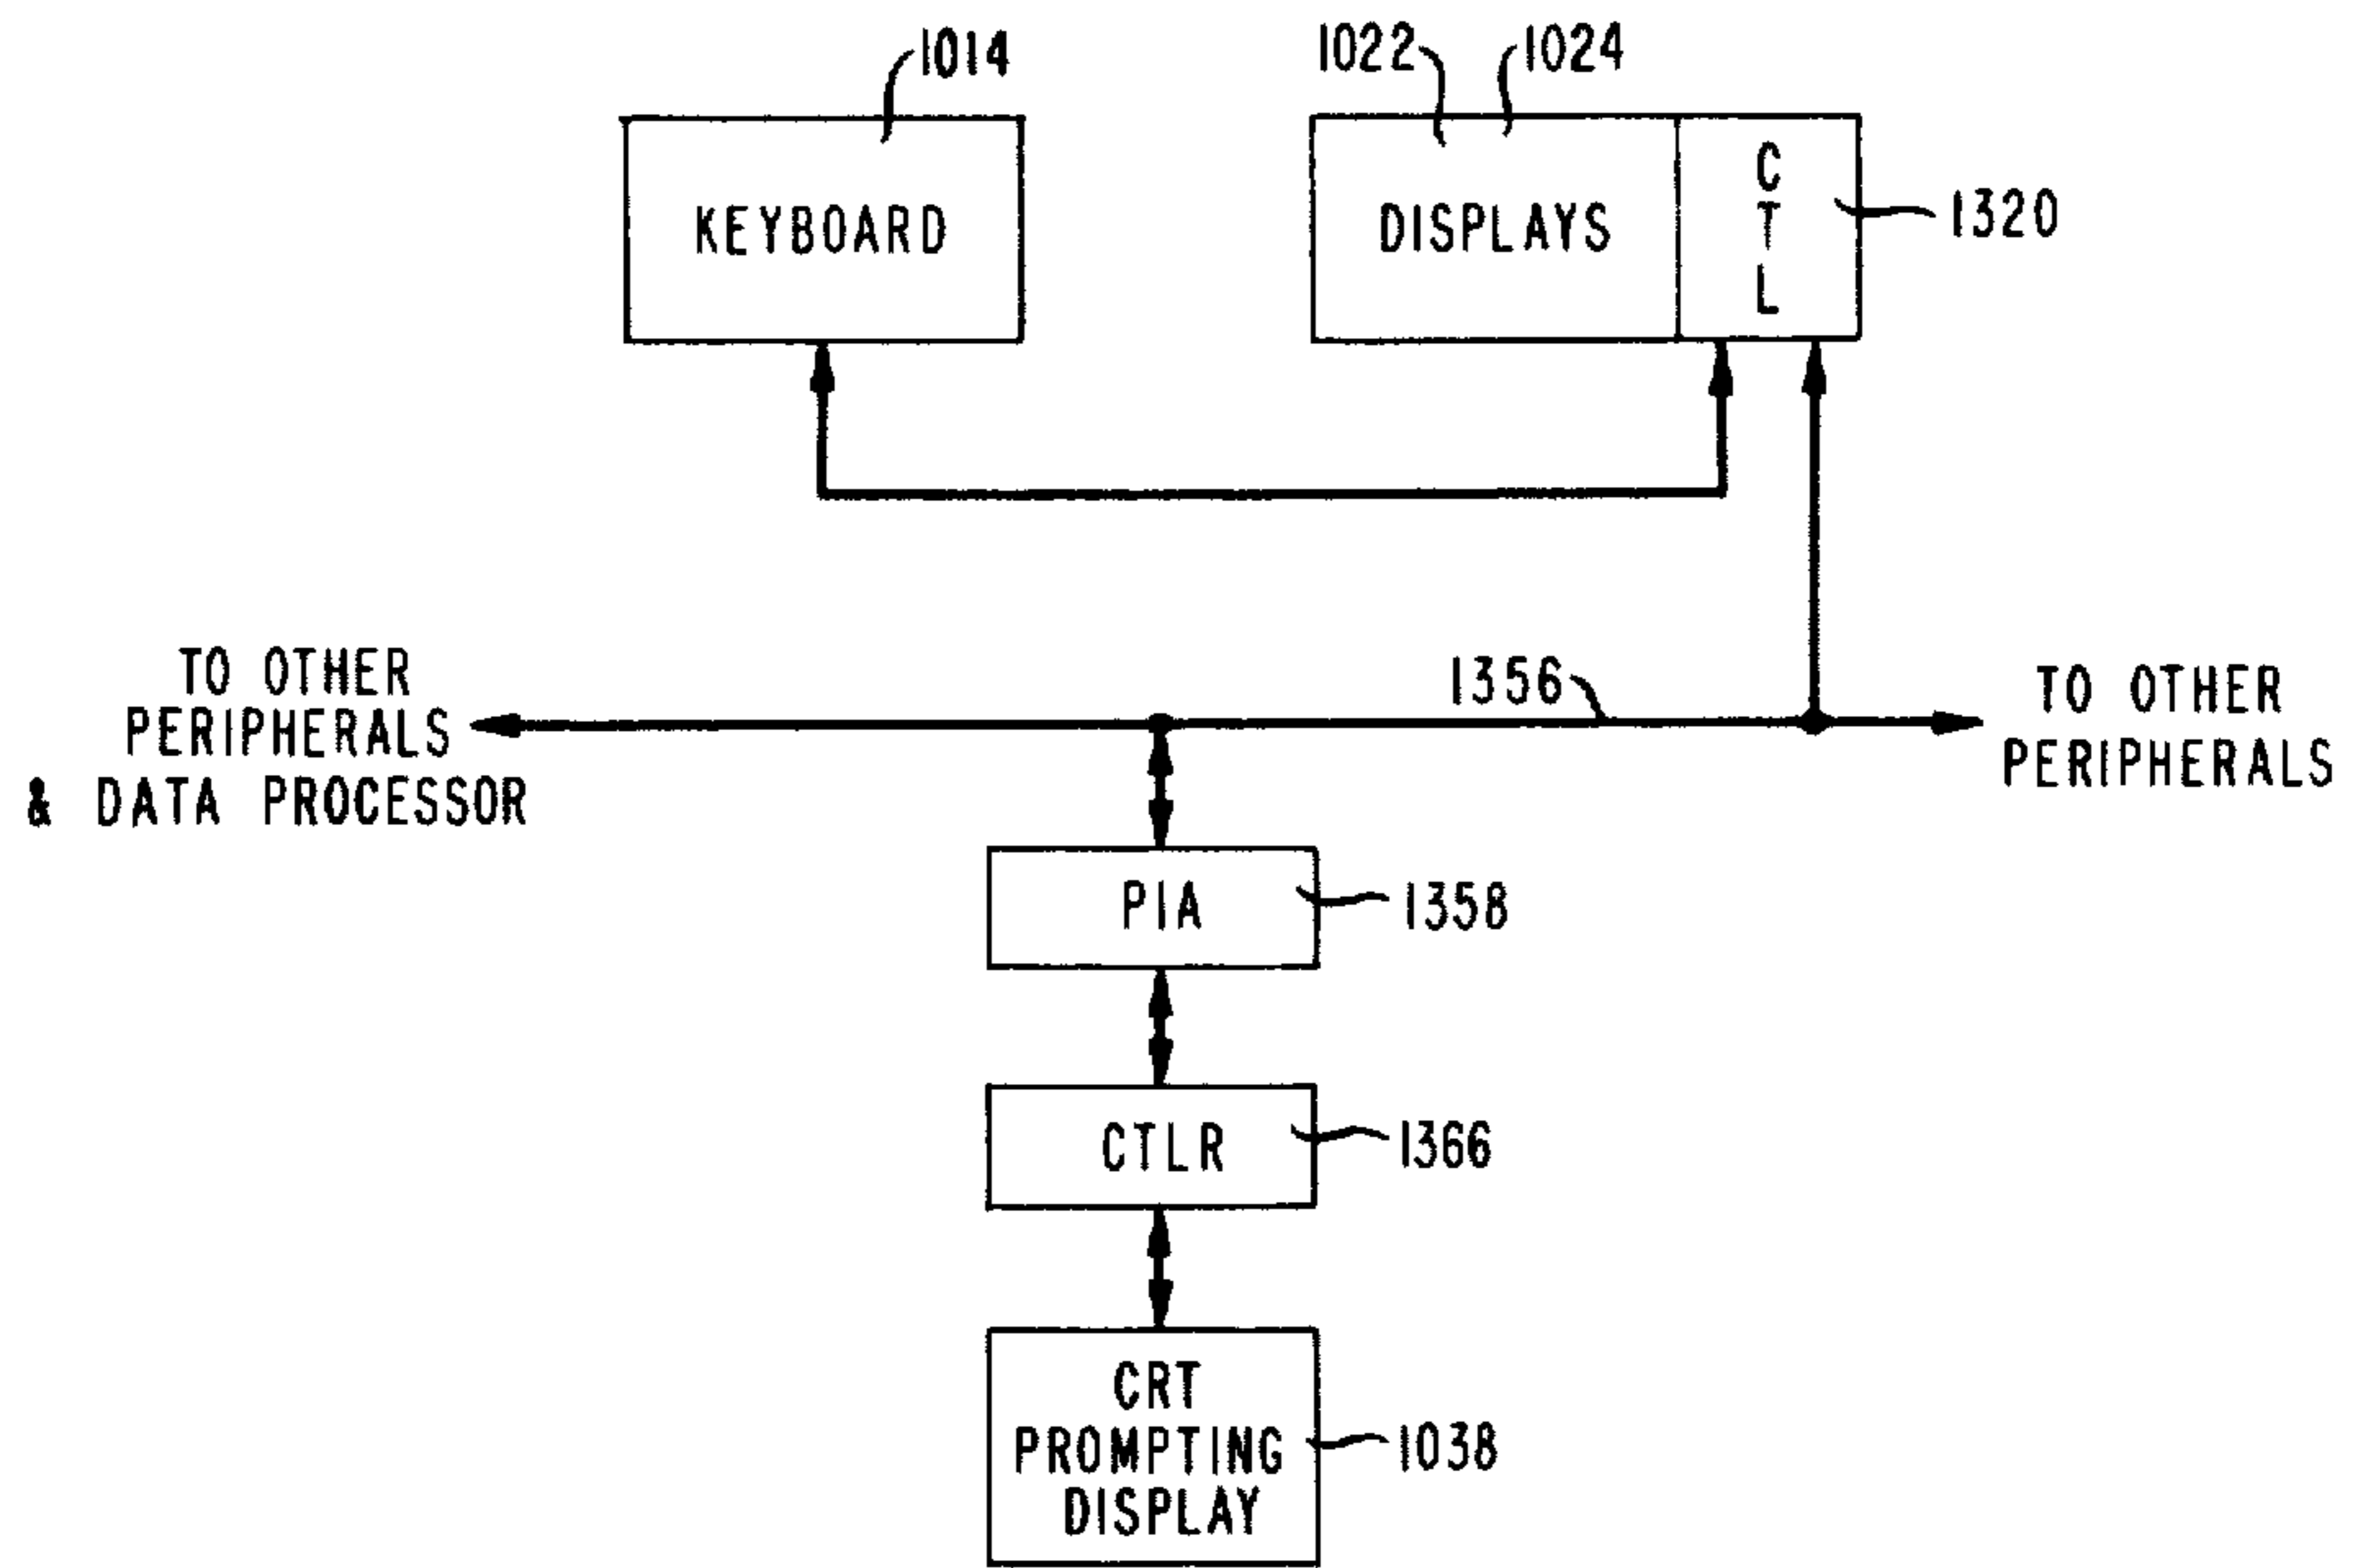 1014
1022
1024
KEYBOARD
DISPLAYS
CTL
1320
TO OTHER
PERIPHERALS
& DATA PROCESSOR
1356
TO OTHER
PERIPHERALS
PIA
1358
CTLR
1366
CRT
PROMPTING
DISPLAY
1038